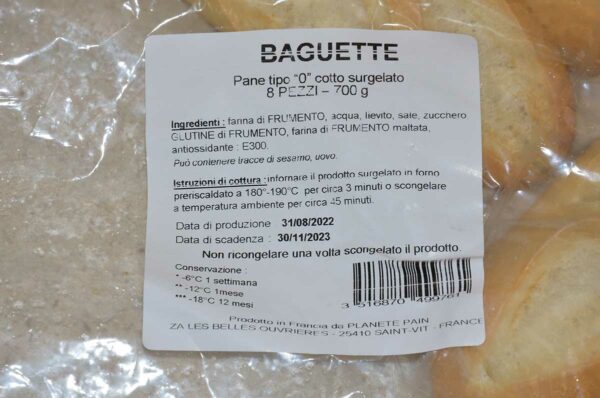 BAGUETTE
Pane tipo "0" cotto surgelato
8 PEZZI – 700 g
Ingredienti : farina di FRUMENTO, acqua, lievito, sale, zucchero
GLUTINE di FRUMENTO, farina di FRUMENTO maltata,
antiossidante : E300.
Può contenere tracce di sesamo, uovo.
Istruzioni di cottura : infornare il prodotto surgelato in forno
preriscaldato a 180°-190°C per circa 3 minuti o scongelare
a temperatura ambiente per circa 45 minuti.
Data di produzione 31/08/2022
Data di scadenza : 30/11/2023
Non ricongelare una volta scongelato il prodotto.
Conservazione :
* -6°C 1 settimana
** -12°C 1mese
*** -18°C 12 mesi
3 516870 499761
Prodotto in Francia da PLANETE PAIN
ZA LES BELLES OUVRIERES - 25410 SAINT-VIT - FRANCE